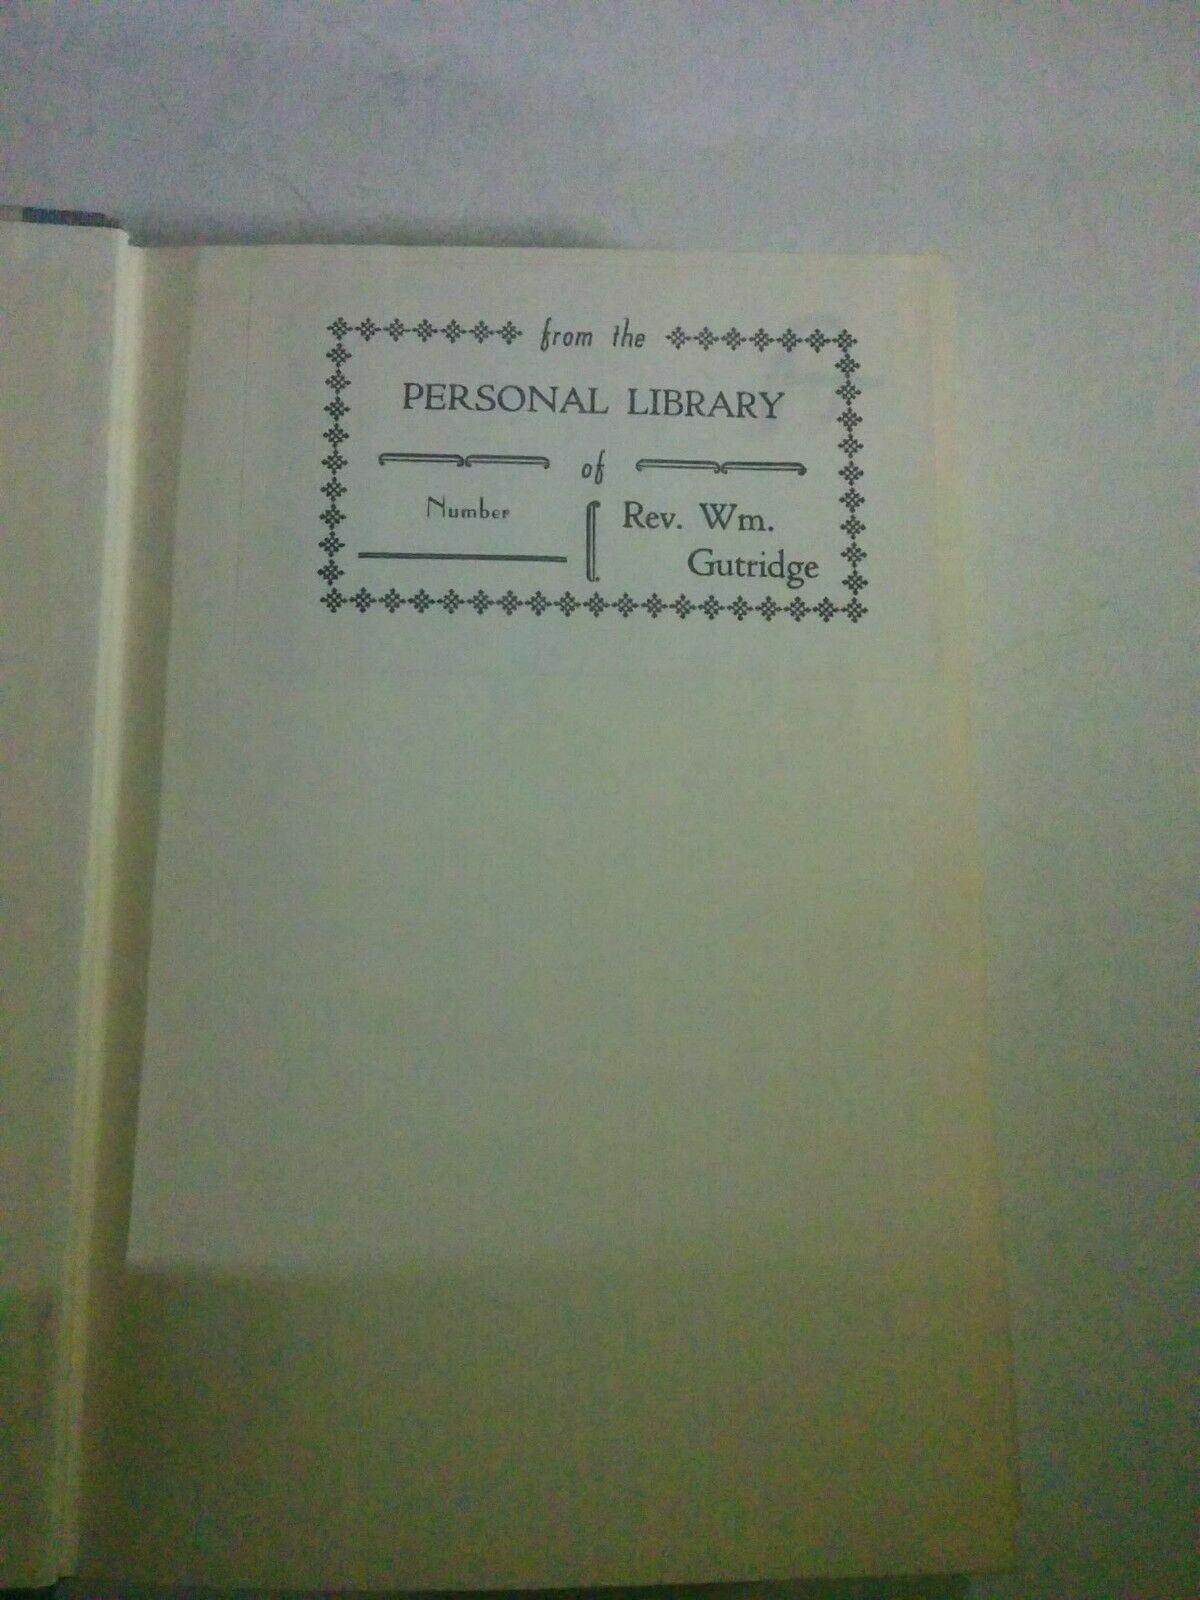 from the
PERSONAL LIBRARY
of
Number
Rev. Wm.
Gutridge